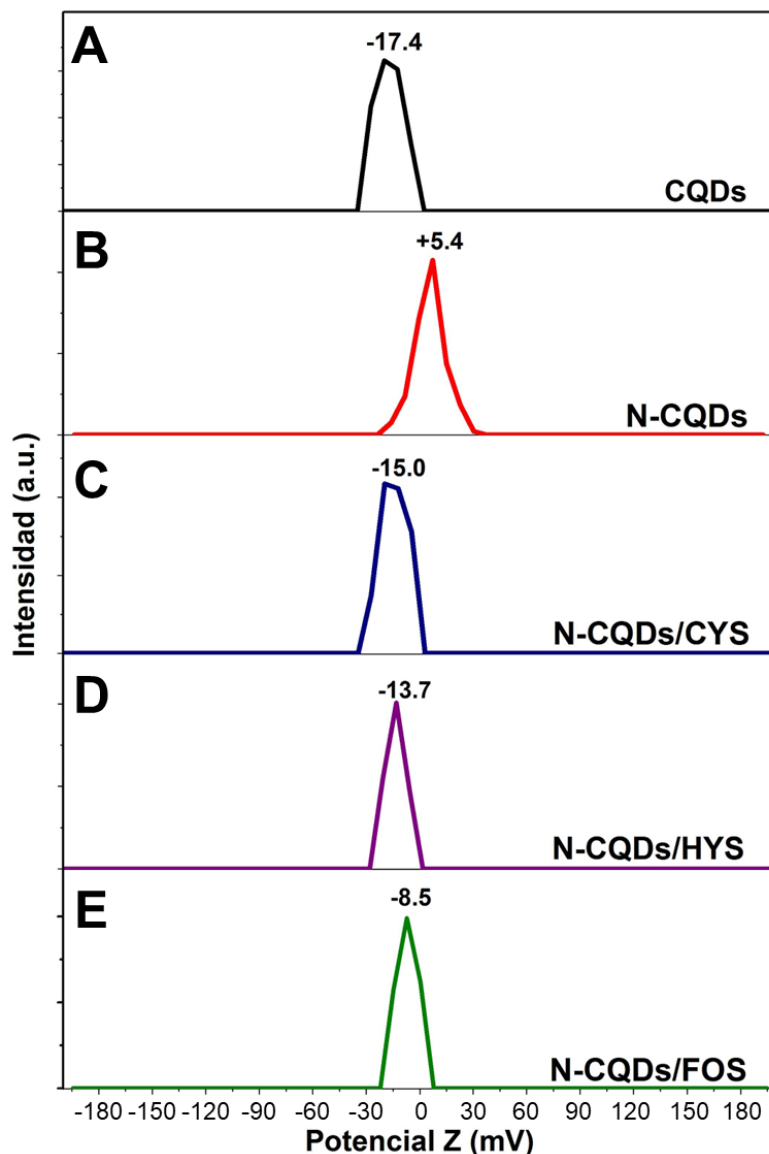 A
-17.4
CQDs
B
+5.4
N-CQDs
C
-15.0
N-CQDs/CYS
D
-13.7
N-CQDs/HYS
E
-8.5
N-CQDs/FOS
Intensidad (a.u.)
-180 -150 -120 -90 -60 -30 0 30 60 90 120 150 180
Potencial Z (mV)